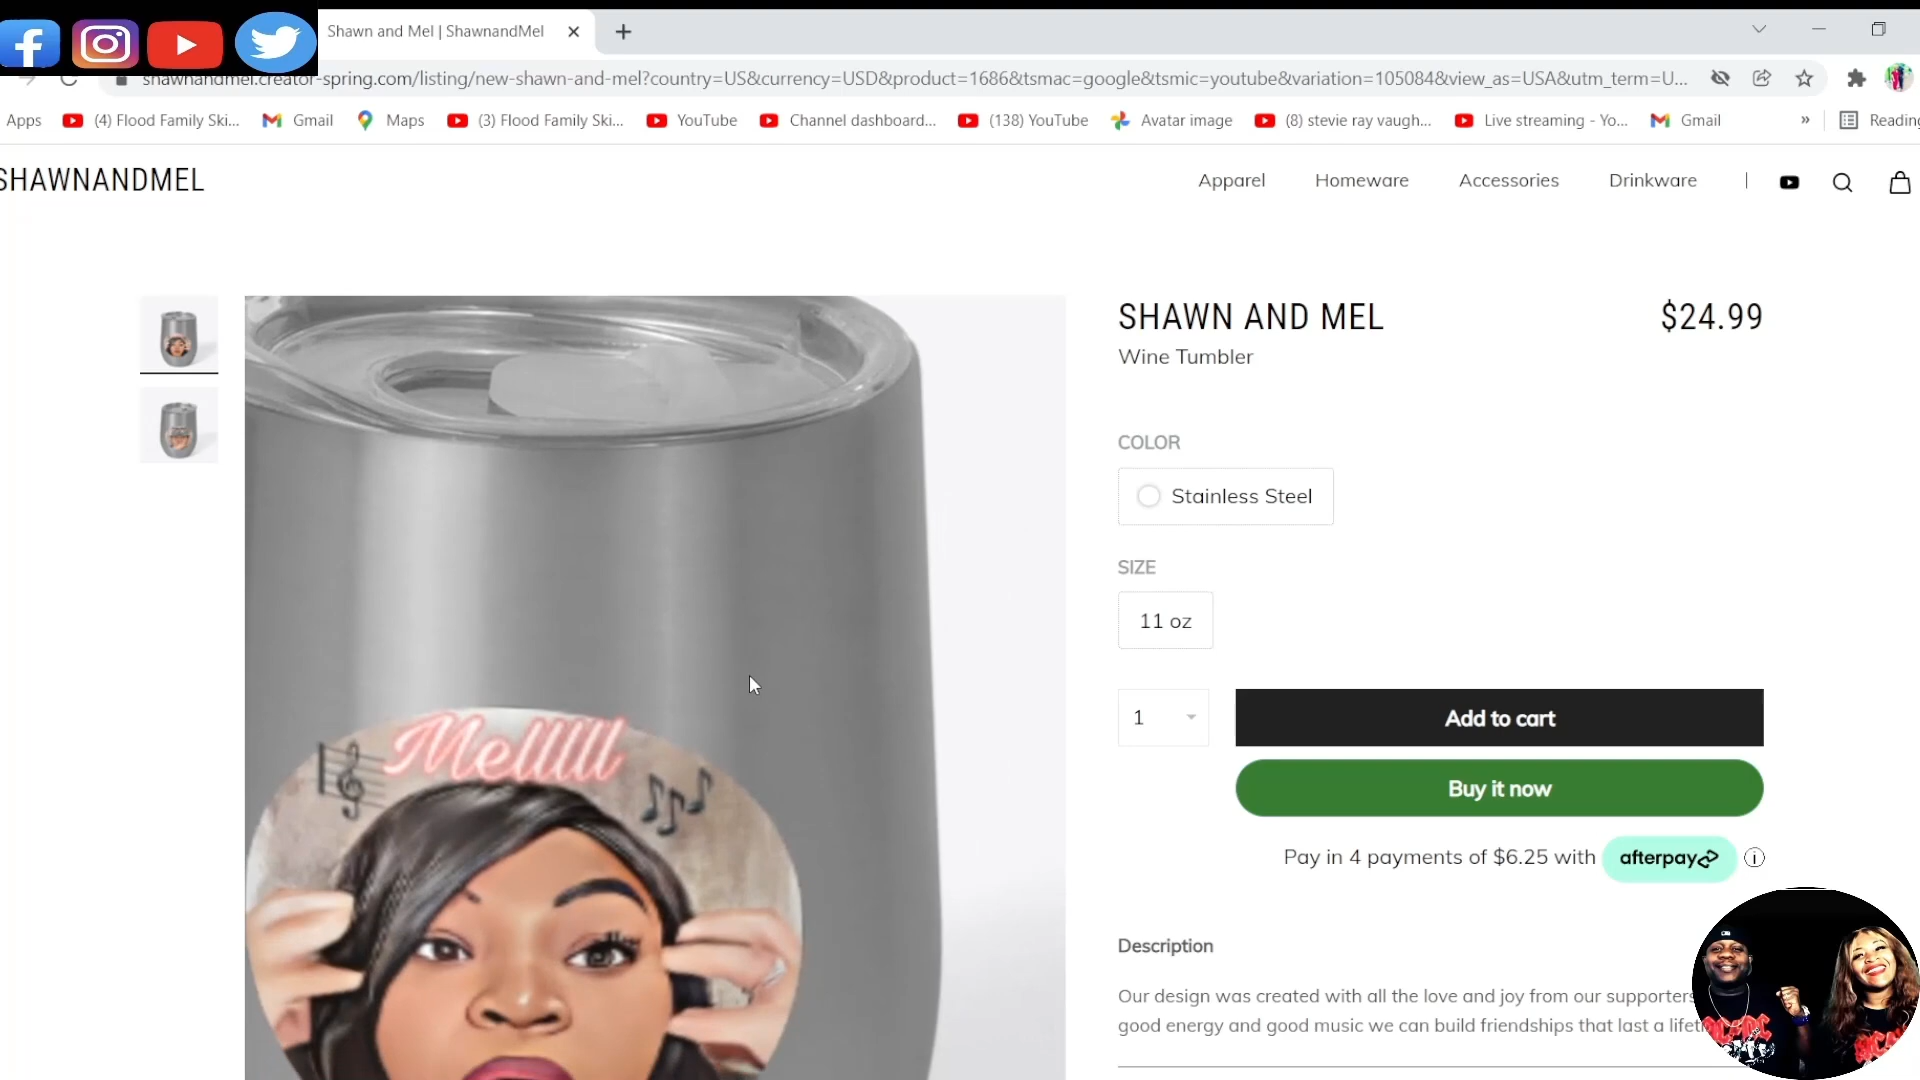 Shawn and Mel | ShawnandMel
shawnandmel.creator-spring.com/listing/new-shawn-and-mel?country=US&currency=USD&product=1686&tsmac=google&tsmic=youtube&variation=105084&view_as=USA&utm_term=U...
Apps (4) Flood Family Ski... Gmail Maps (3) Flood Family Ski... YouTube Channel dashboard... (138) YouTube Avatar image (8) stevie ray vaugh... Live streaming - Yo... Gmail » Reading
SHAWNANDMEL Apparel Homeware Accessories Drinkware
SHAWN AND MEL $24.99
Wine Tumbler
COLOR
Stainless Steel
SIZE
11 oz
1 Add to cart
Buy it now
Pay in 4 payments of $6.25 with afterpay
Mellllll
Description
Our design was created with all the love and joy from our supporters
good energy and good music we can build friendships that last a